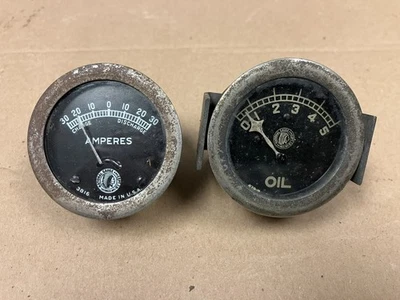 30 20 10 0 10 20 30
CHARGE DISCHARGE
AMPERES
3816
MADE IN U.S.A.
0 1 2 3 4 5
OIL